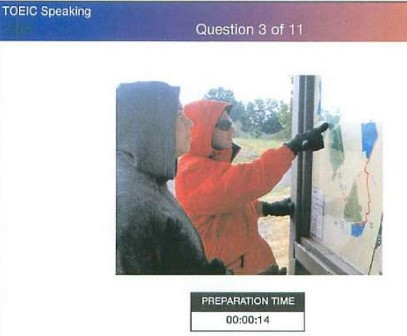 TOEIC Speaking
Question 3 of 11
PREPARATION TIME
00:00:14